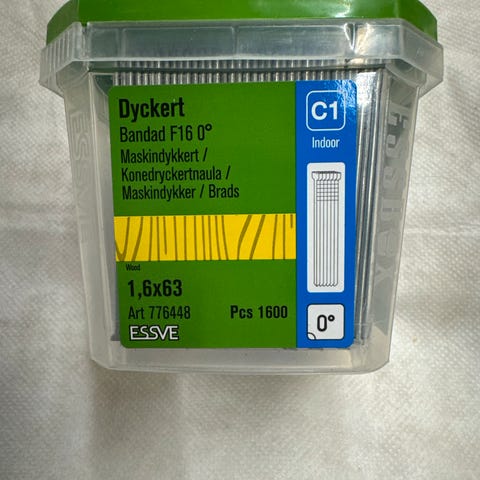 Dyckert
Bandad F16 0°
Maskindykkert /
Konedryckertnaula /
Maskindykker / Brads
C1
Indoor
Wood
1,6x63
Art 776448
Pcs 1600
ESSVE
0°
ESSVE